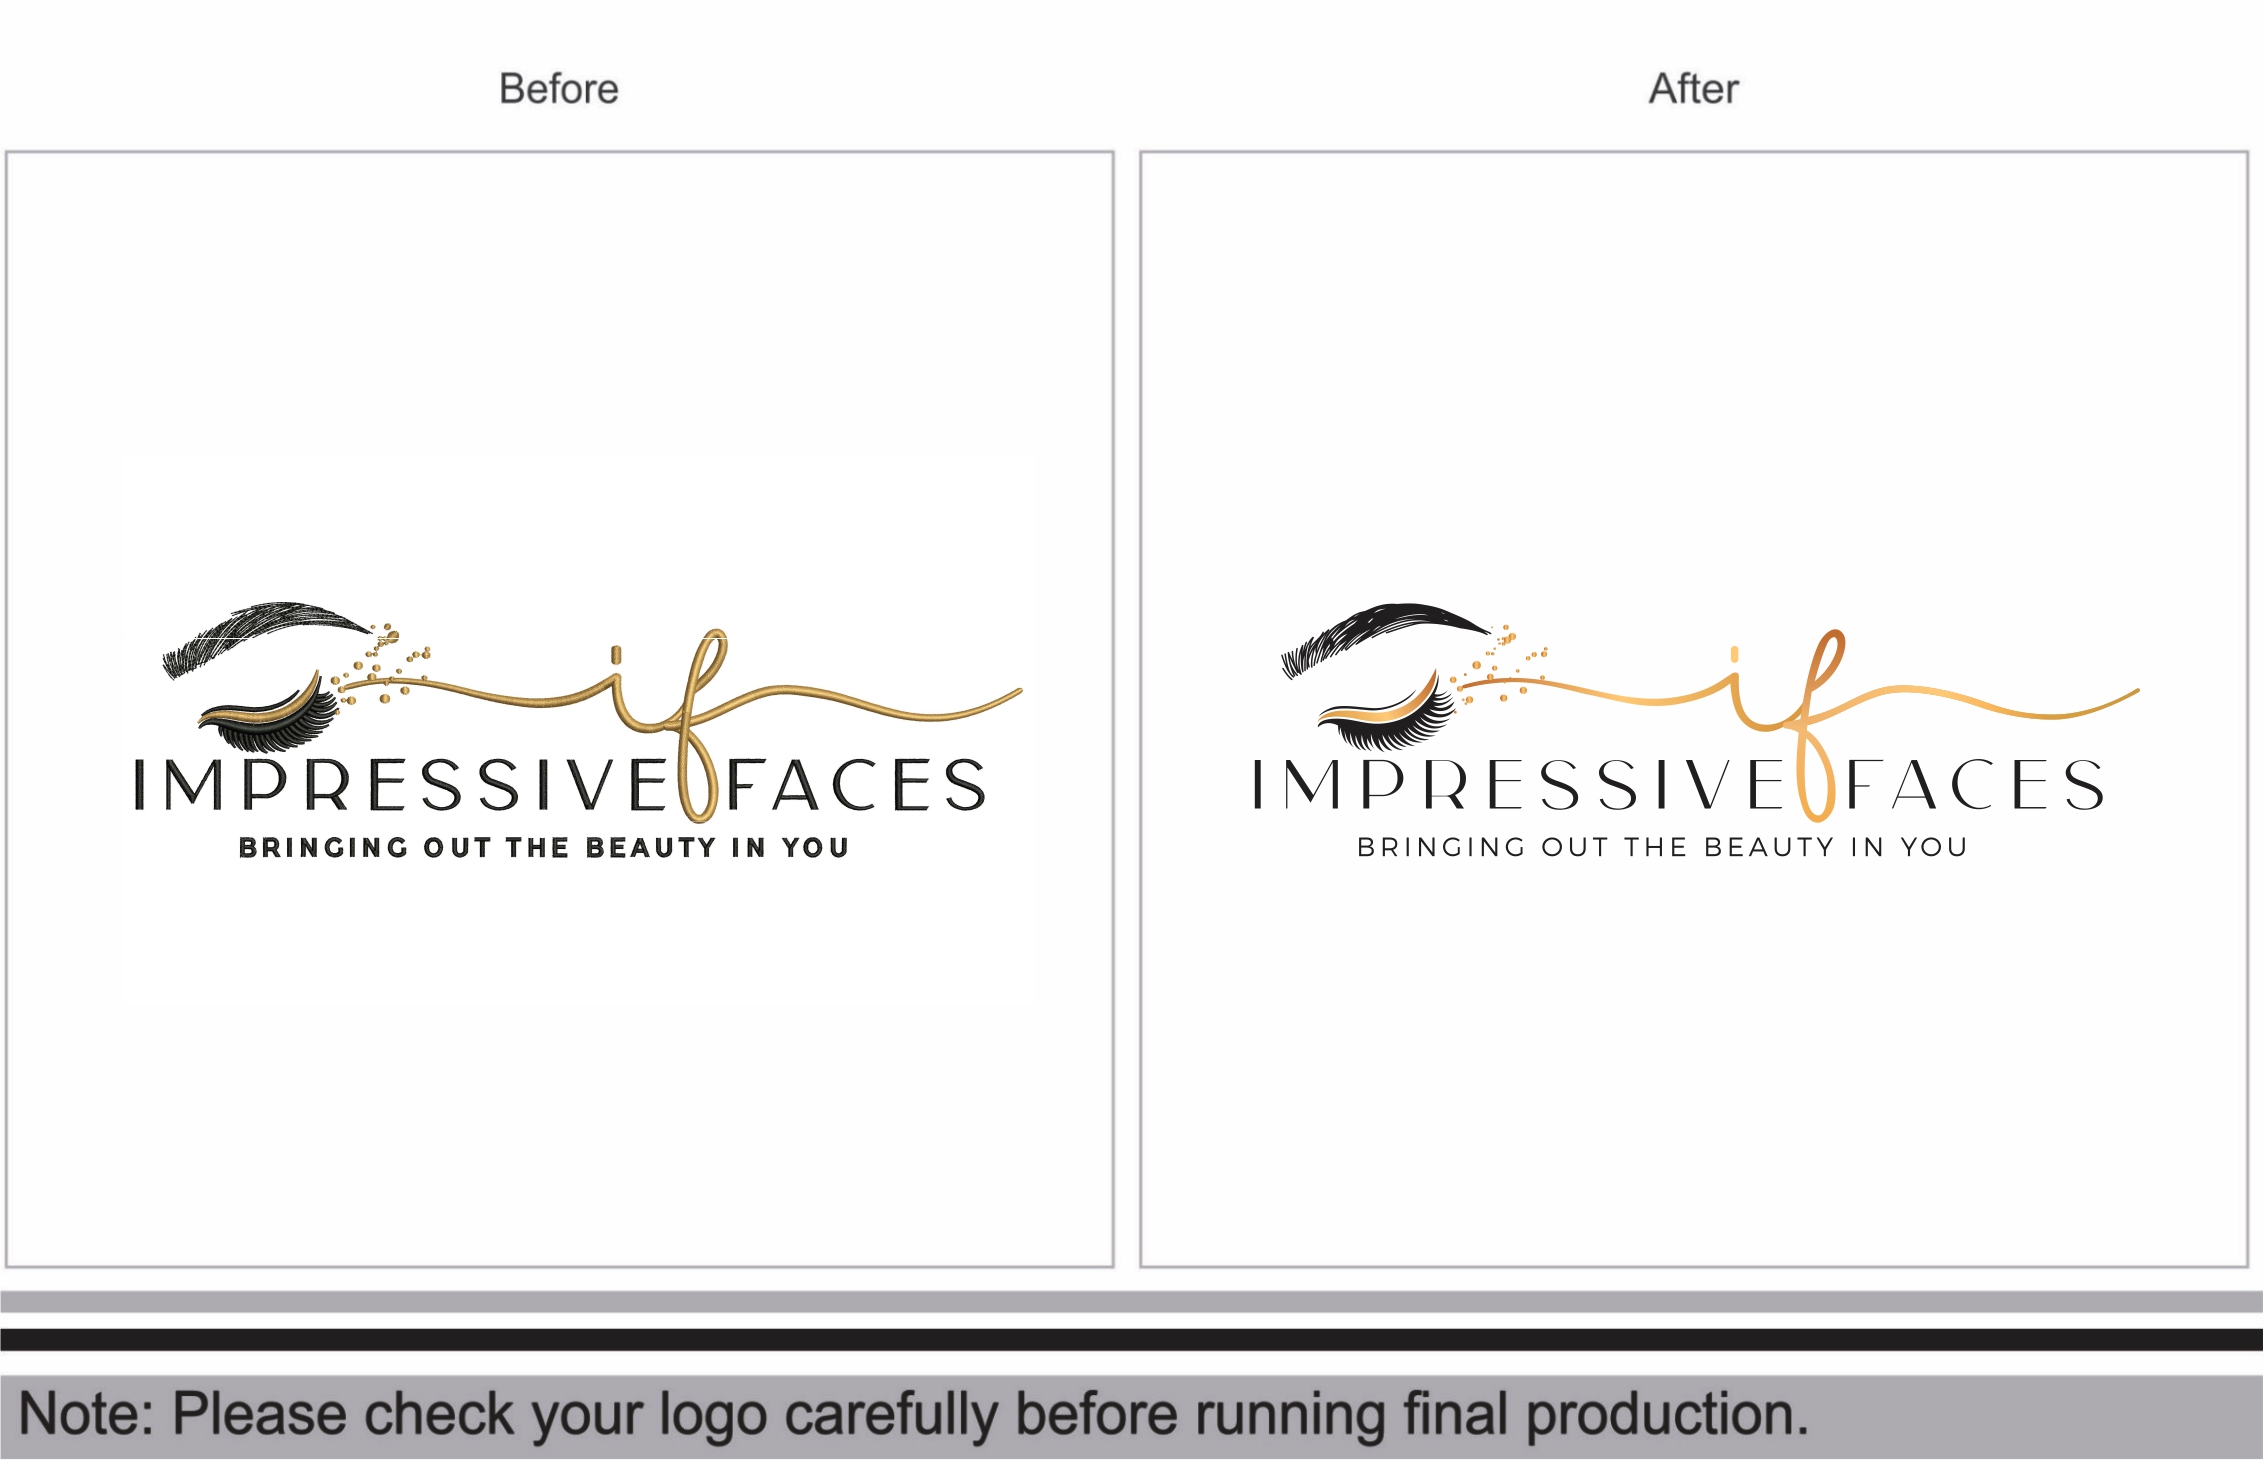 Before
After
if
IMPRESSIVE FACES
BRINGING OUT THE BEAUTY IN YOU
if
IMPRESSIVE FACES
BRINGING OUT THE BEAUTY IN YOU
Note: Please check your logo carefully before running final production.